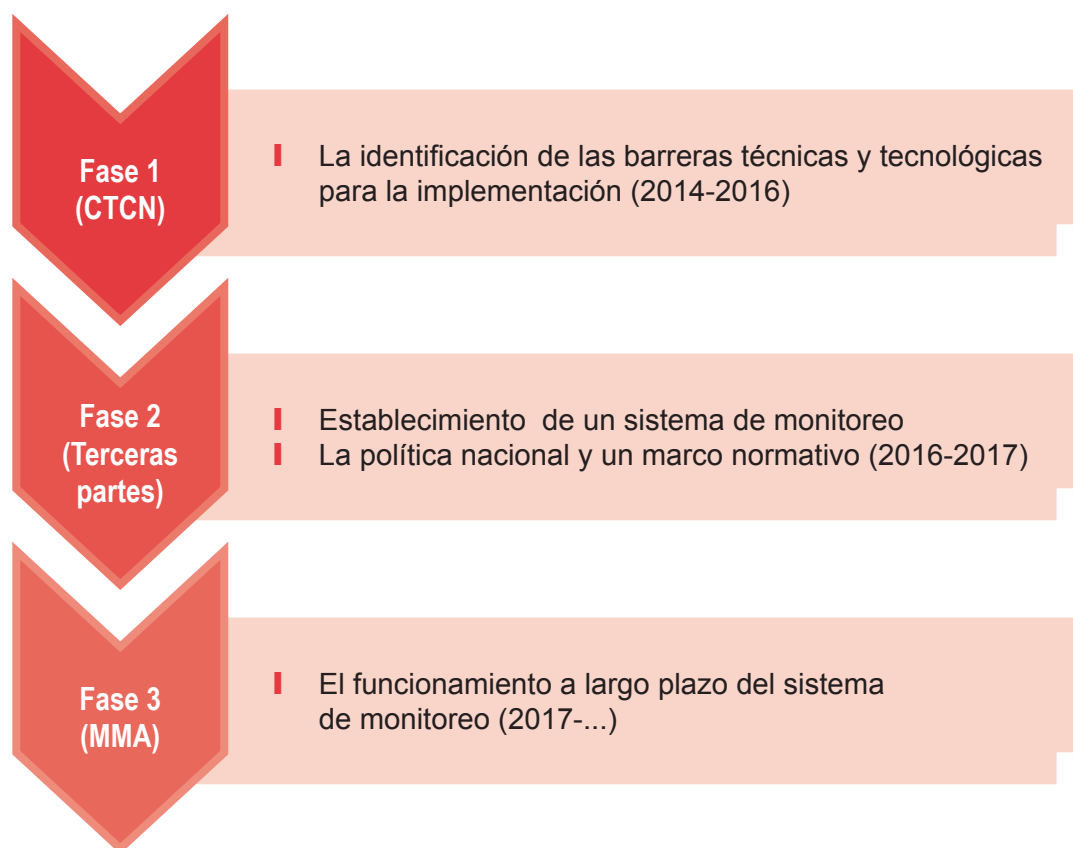 Fase 1
(CTCN)
La identificación de las barreras técnicas y tecnológicas
para la implementación (2014-2016)
Fase 2
(Terceras
partes)
Establecimiento de un sistema de monitoreo
La política nacional y un marco normativo (2016-2017)
Fase 3
(MMA)
El funcionamiento a largo plazo del sistema
de monitoreo (2017-...)